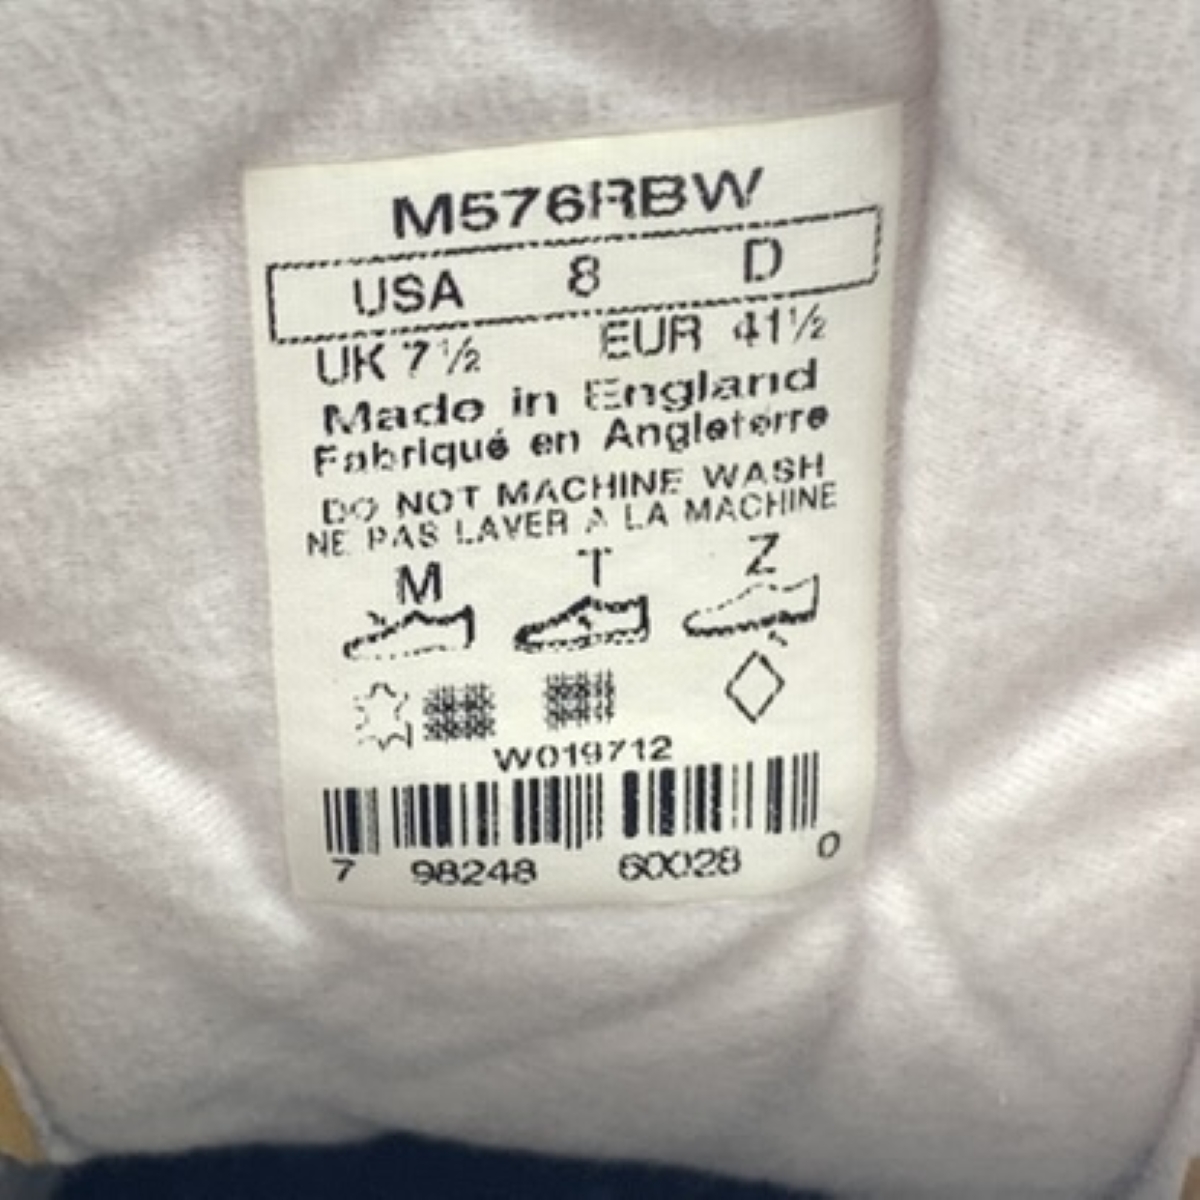 M576RBW
USA 8 D
UK 7½ EUR 41½
Made in England
Fabriqué en Angleterre
DO NOT MACHINE WASH
NE PAS LAVER A LA MACHINE
M T Z
W019712
7 98248 60028 0